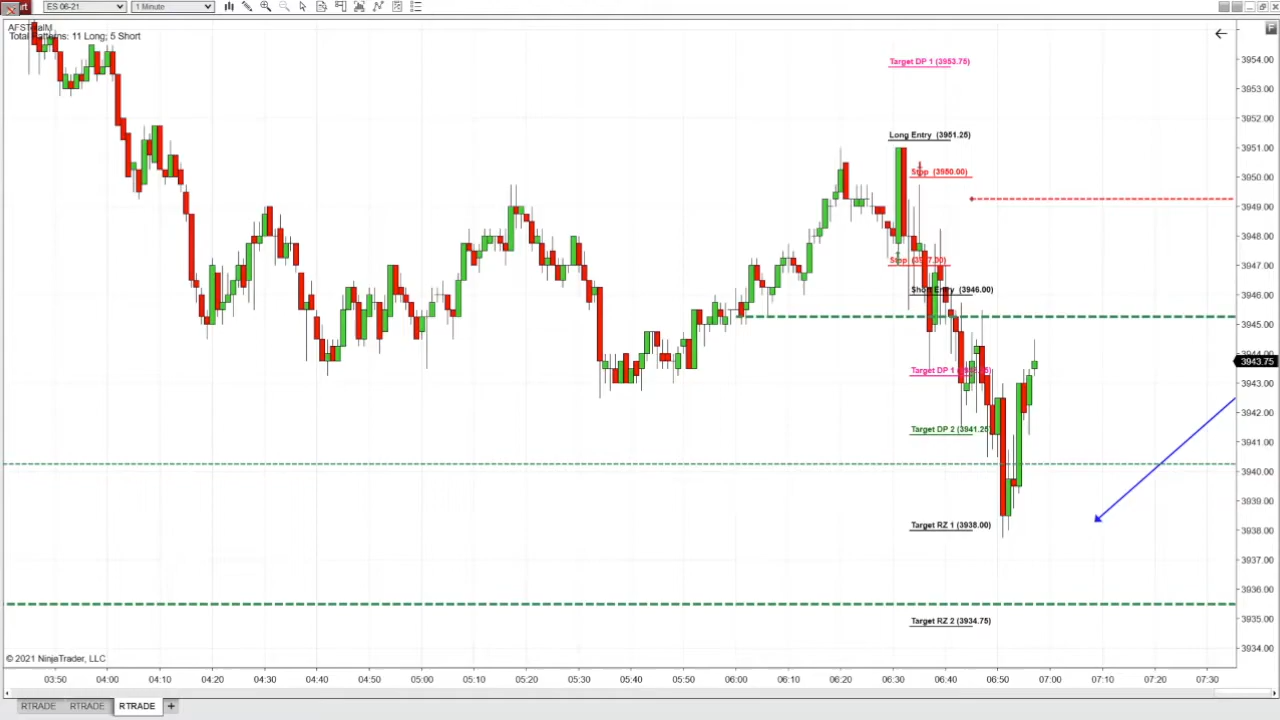 ES 06-21
1 Minute
Total Patterns: 11 Long; 5 Short
F
Target DP 1 (3953.75)
Long Entry (3951.25)
Stop (3950.00)
Short Entry (3946.00)
Target DP 1
Target DP 2 (3941.25)
Target RZ 1 (3938.00)
Target RZ 2 (3934.75)
3954.00
3953.00
3952.00
3951.00
3950.00
3949.00
3948.00
3947.00
3946.00
3945.00
3944.00
3943.75
3943.00
3942.00
3941.00
3940.00
3939.00
3938.00
3937.00
3936.00
3935.00
3934.00
© 2021 NinjaTrader, LLC
03:50 04:00 04:10 04:20 04:30 04:40 04:50 05:00 05:10 05:20 05:30 05:40 05:50 06:00 06:10 06:20 06:30 06:40 06:50 07:00 07:10 07:20 07:30
RTRADE RTRADE RTRADE +